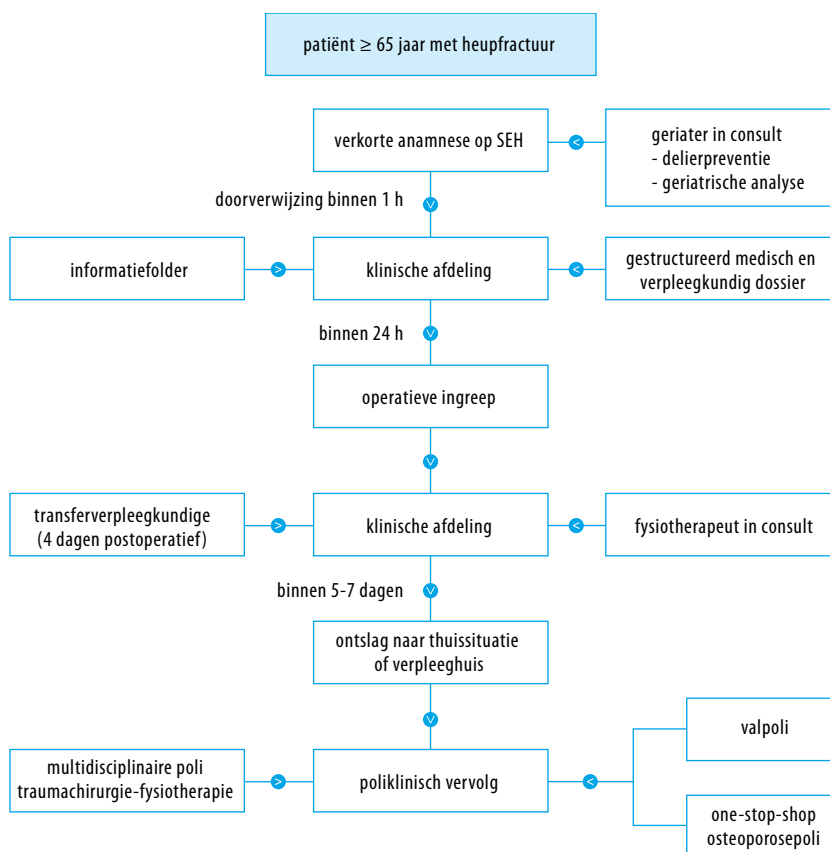 patiënt ≥ 65 jaar met heupfractuur
verkorte anamnese op SEH
geriater in consult
- delierpreventie
- geriatrische analyse
doorverwijzing binnen 1 h
informatiefolder
klinische afdeling
gestructureerd medisch en
verpleegkundig dossier
binnen 24 h
operatieve ingreep
transferverpleegkundige
(4 dagen postoperatief)
klinische afdeling
fysiotherapeut in consult
binnen 5-7 dagen
ontslag naar thuissituatie
of verpleeghuis
multidisciplinaire poli
traumachirurgie-fysiotherapie
poliklinisch vervolg
valpoli
one-stop-shop
osteoporosepoli